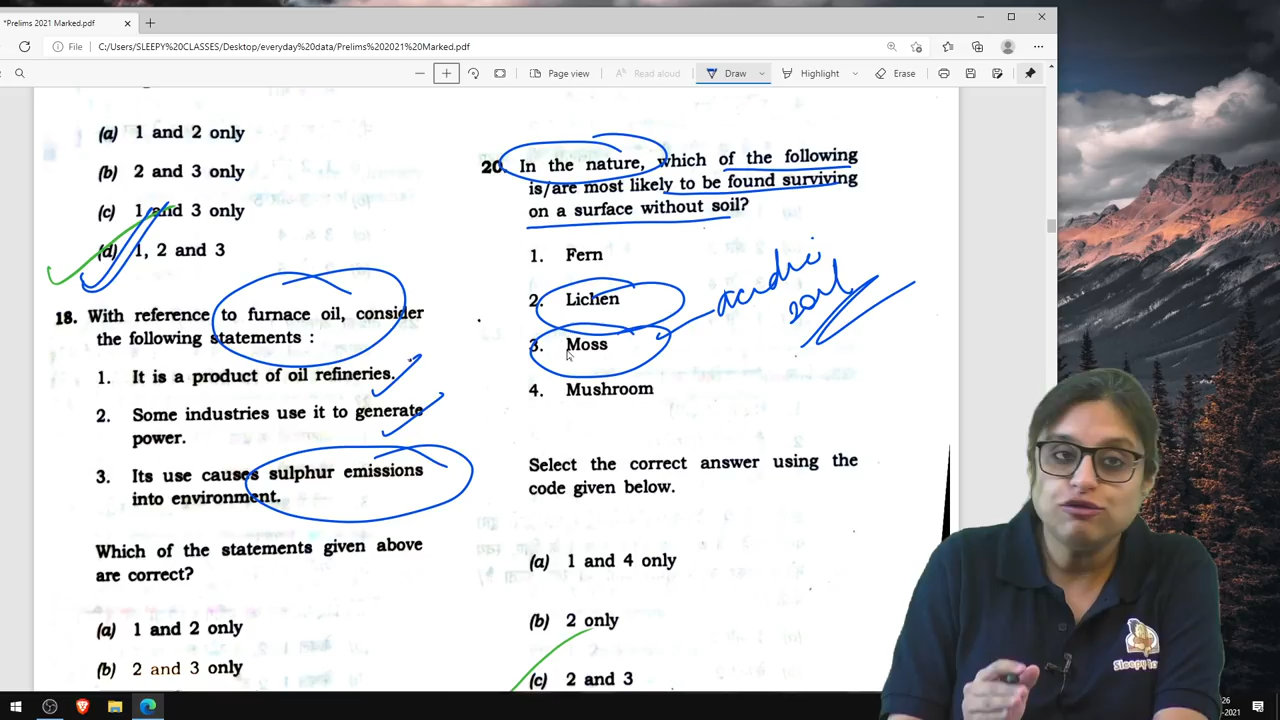 *Prelims 2021 Marked.pdf
File
C:/Users/SLEEPY%20CLASSES/Desktop/everyday%20data/Prelims%202021%20Marked.pdf
Page view
Read aloud
Draw
Highlight
Erase
(a) 1 and 2 only
(b) 2 and 3 only
(c) 1 and 3 only
(d) 1, 2 and 3
18. With reference to furnace oil, consider
the following statements :
1. It is a product of oil refineries.
2. Some industries use it to generate
power.
3. Its use causes sulphur emissions
into environment.
Which of the statements given above
are correct?
(a) 1 and 2 only
(b) 2 and 3 only
20. In the nature, which of the following
is/are most likely to be found surviving
on a surface without soil?
1. Fern
2. Lichen
3. Moss
4. Mushroom
acidic
soil
Select the correct answer using the
code given below.
(a) 1 and 4 only
(b) 2 only
(c) 2 and 3
26
-2021